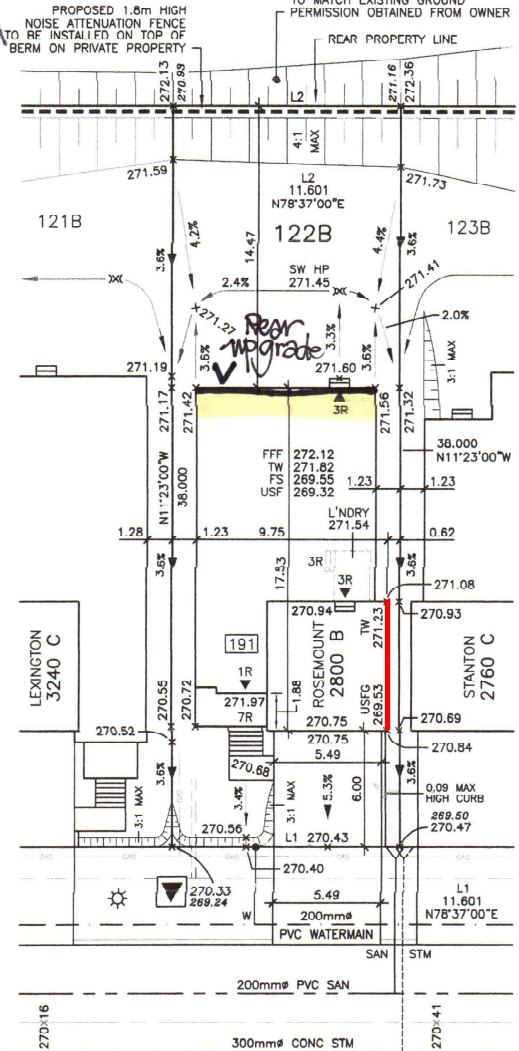 PROPOSED 1.8m HIGH
NOISE ATTENUATION FENCE
TO BE INSTALLED ON TOP OF
BERM ON PRIVATE PROPERTY
TO MATCH EXISTING GROUND
PERMISSION OBTAINED FROM OWNER
REAR PROPERTY LINE
272.13
270.93
271.16
272.36
L2
4:1
MAX
271.59
271.73
L2
11.601
N78°37'00"E
121B
122B
123B
4.2%
14.47
4.4%
3.6%
3.6%
SW HP
271.45
2.4%
271.41
271.27
Rear
upgrade
3.3%
2.0%
3.6%
3.6%
271.60
3:1 MAX
271.19
271.17
271.42
3R
271.56
271.32
FFF 272.12
TW 271.82
FS 269.55
USF 269.32
38.000
N11°23'00"W
N11°23'00"W
38.000
1.23
1.23
L'NDRY
271.54
1.28
1.23
9.75
0.62
3.6%
17.53
3R
3R
3.6%
271.08
270.94
270.93
LEXINGTON
3240 C
191
1R
271.97
7R
1.88
ROSEMOUNT
2800 B
TW
271.23
USFG
269.53
STANTON
2760 C
270.55
270.72
270.75
270.75
270.69
270.84
270.52
5.49
270.68
3.6%
3:1 MAX
3.4%
3:1 MAX
5.3%
6.00
3.6%
0.09 MAX
HIGH CURB
269.50
270.47
270.56
L1
270.43
270.40
GAS
GAS
GAS
GAS
270.33
269.24
5.49
L1
11.601
N78°37'00"E
W
200mmø
PVC WATERMAIN
SAN
STM
200mmø PVC SAN
270x16
270x41
300mmø CONC STM